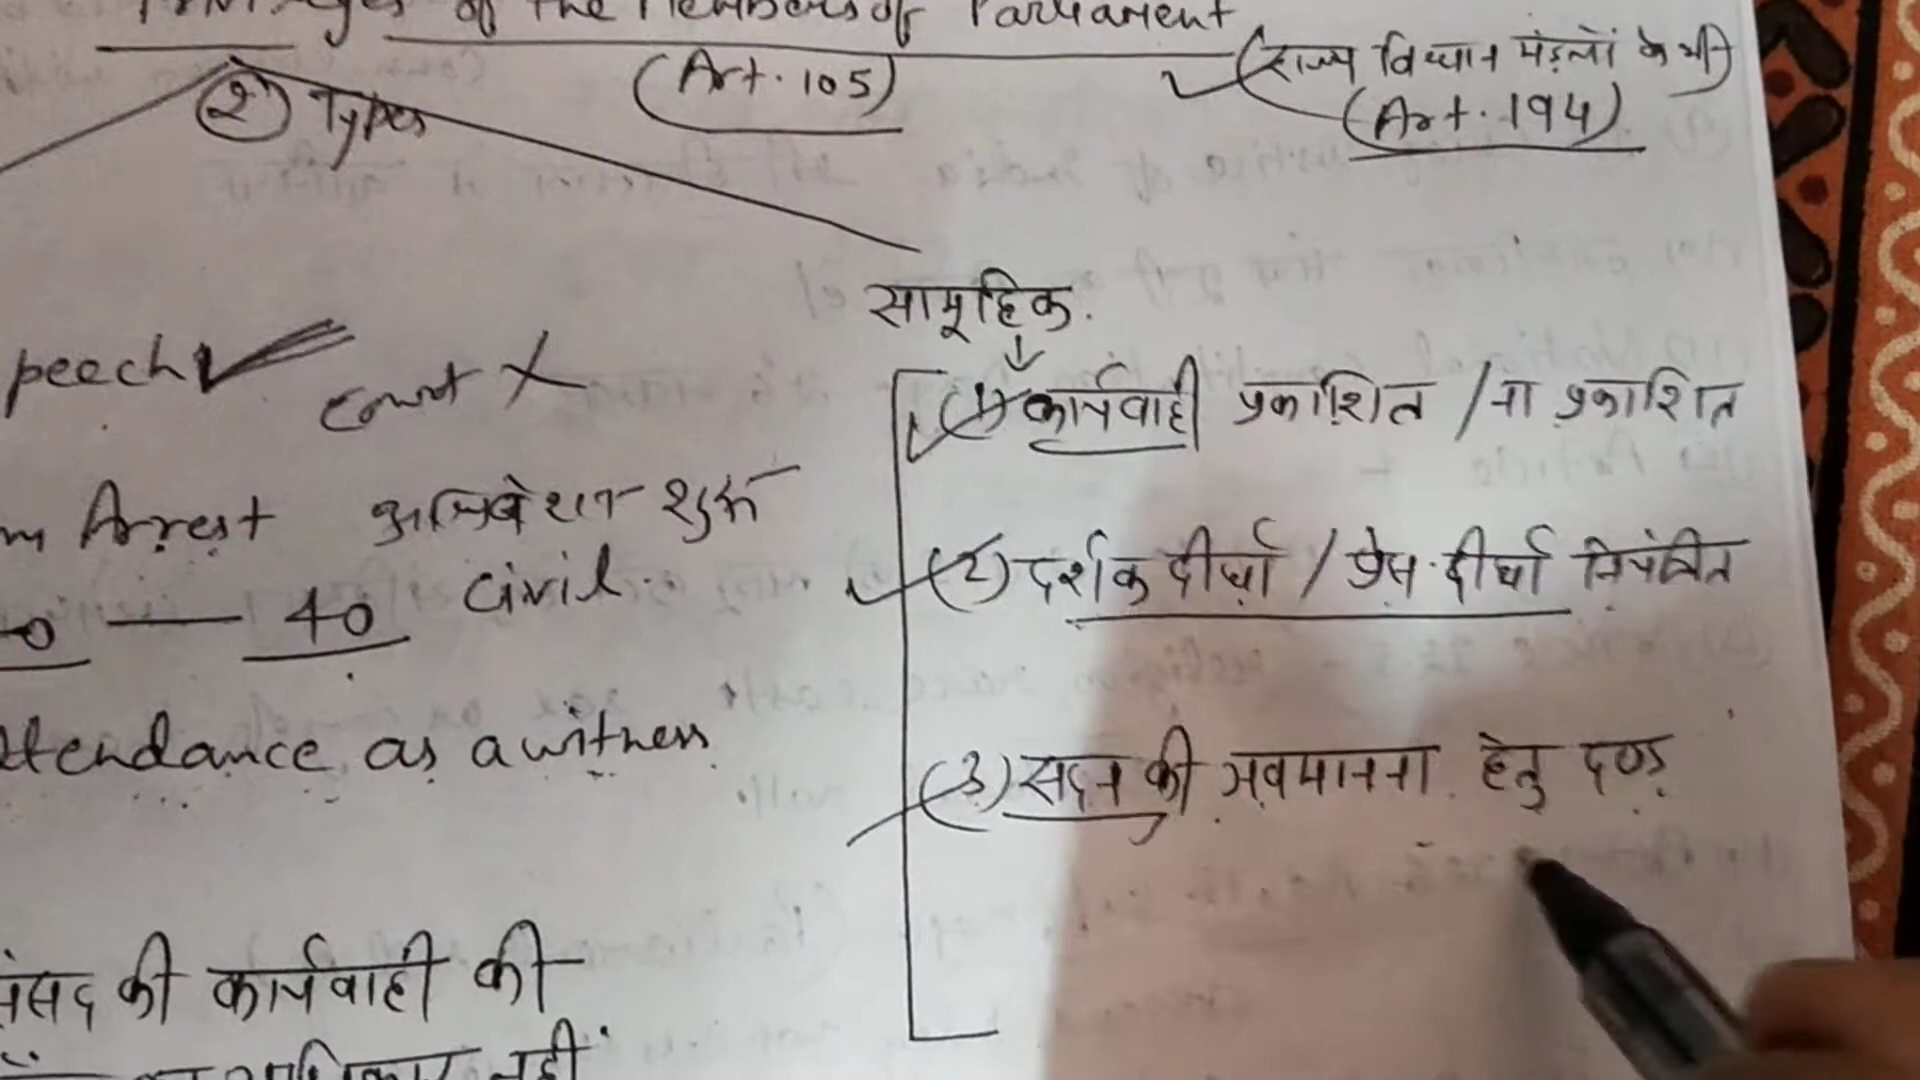 of the Members of Parliament
(Art. 105)
(राज्य विधान मंडलों के भी)
(Art. 194)
② Types
सामूहिक.
peech
court X
(1) कार्यवाही प्रकाशित / ना प्रकाशित
m Arrest अधिवेशन शुरू
civil.
40
(2) दर्शक दीर्घा / प्रेस दीर्घा नियंत्रित
ttendance as a witness
(3) सदन की अवमानना हेतु दण्ड
संसद की कार्यवाही की
नहीं